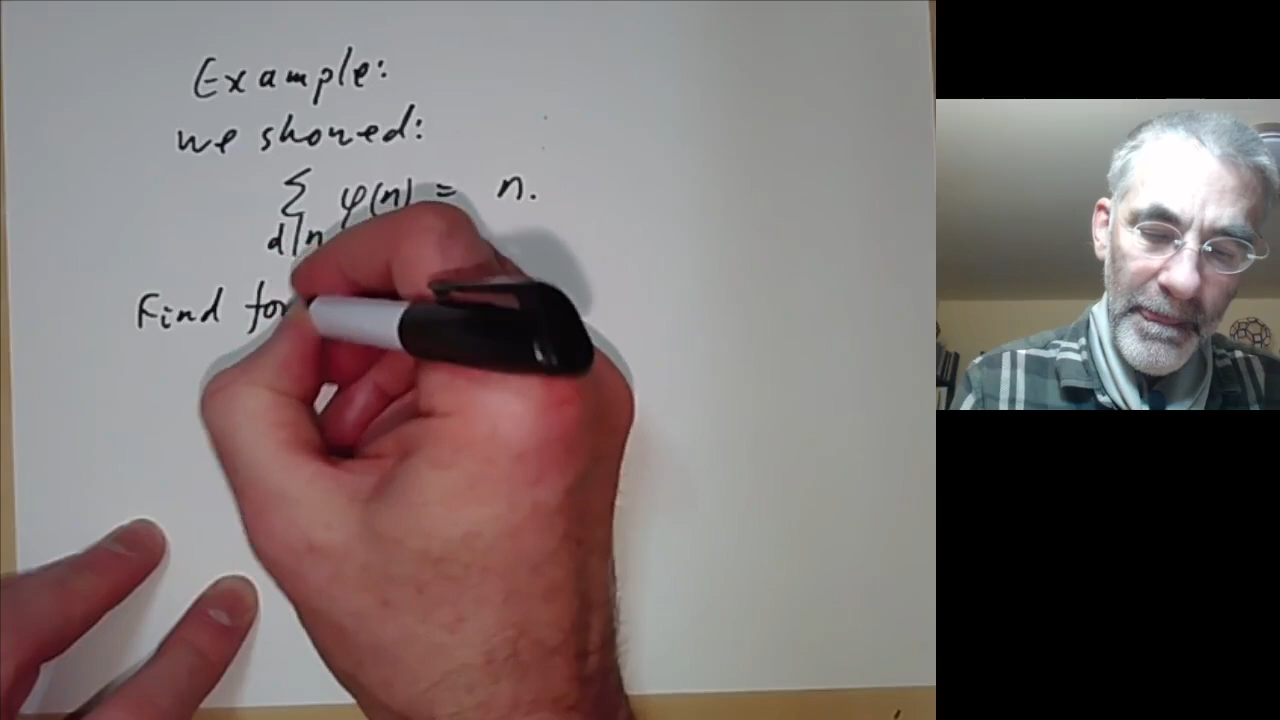 Example:
we showed:
∑ φ(n) = n.
d|n
Find for